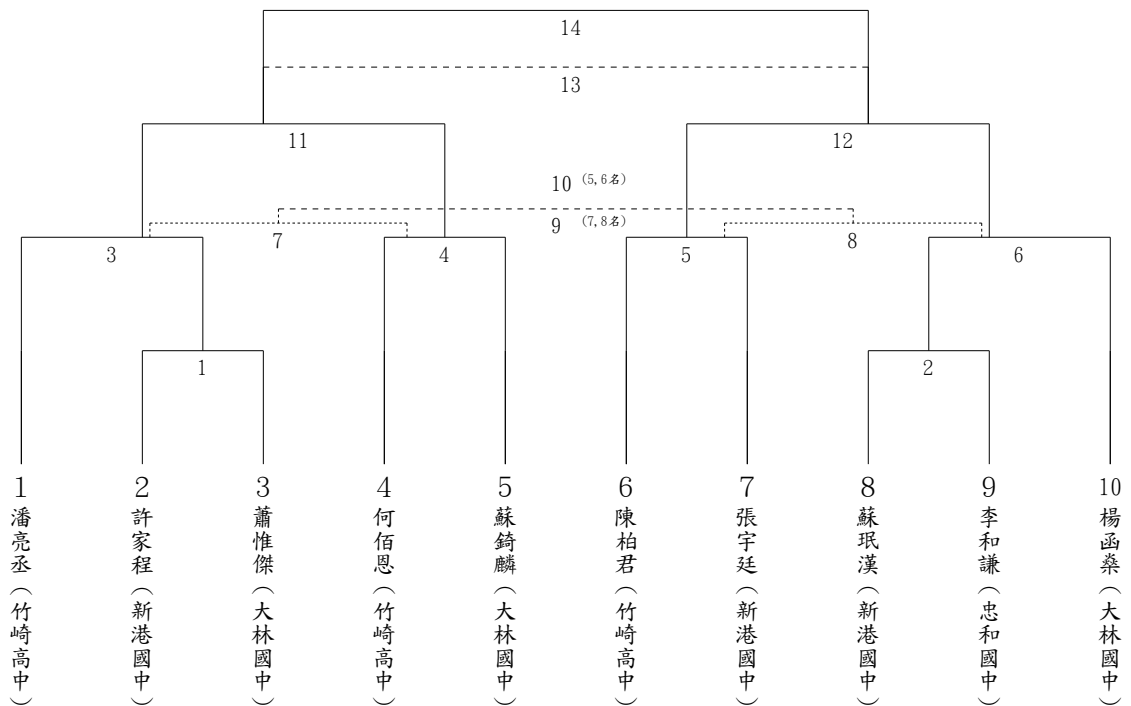 14
13
11
12
10 (5,6名)
9 (7,8名)
7
8
3
4
5
6
1
2
1 潘亮丞(竹崎高中)
2 許家程(新港國中)
3 蕭惟傑(大林國中)
4 何佰恩(竹崎高中)
5 蘇錡麟(大林國中)
6 陳柏君(竹崎高中)
7 張宇廷(新港國中)
8 蘇珉漢(新港國中)
9 李和謙(忠和國中)
10 楊函燊(大林國中)